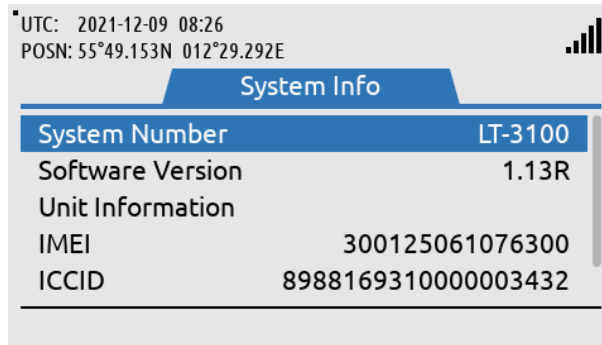 UTC: 2021-12-09 08:26
POSN: 55°49.153N 012°29.292E
System Info
System Number LT-3100
Software Version 1.13R
Unit Information
IMEI 300125061076300
ICCID 8988169310000003432